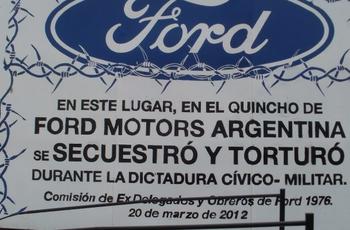 Ford
EN ESTE LUGAR, EN EL QUINCHO DE
FORD MOTORS ARGENTINA
SE SECUESTRÓ Y TORTURÓ
DURANTE LA DICTADURA CÍVICO- MILITAR.
Comisión de Ex Delegados y Obreros de Ford 1976.
20 de marzo de 2012